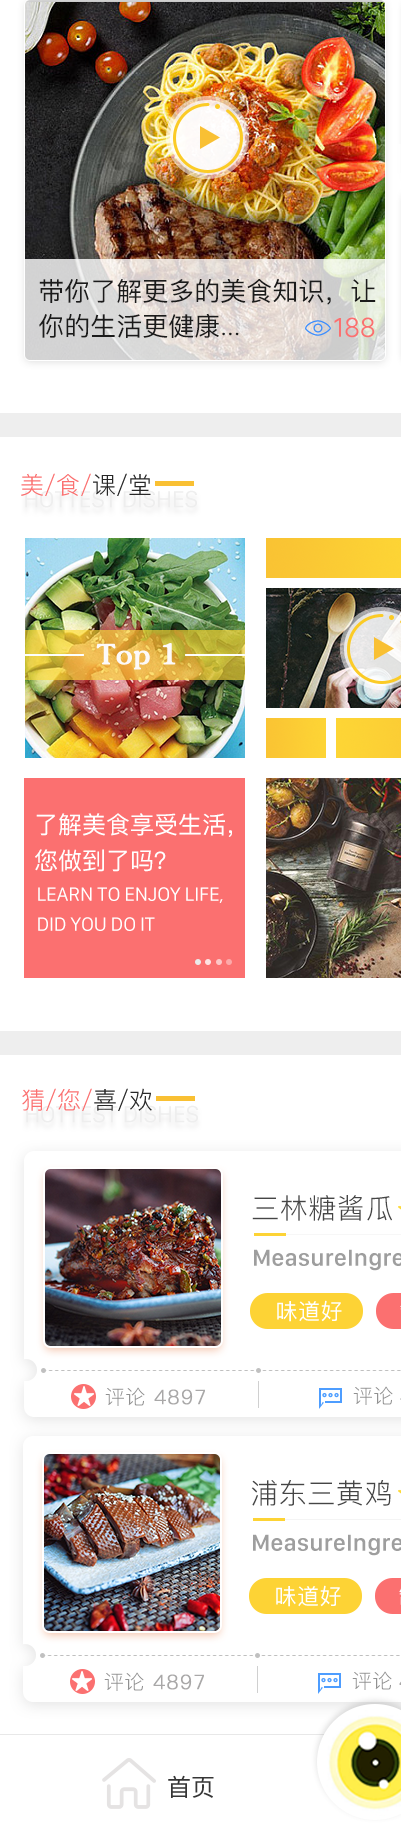 带你了解更多的美食知识，让
你的生活更健康...
188
美/食/课/堂
HOTTEST DISHES
Top 1
了解美食享受生活,
您做到了吗?
LEARN TO ENJOY LIFE,
DID YOU DO IT
猜/您/喜/欢
HOTTEST DISHES
三林糖酱瓜
MeasureIngre
味道好
评论 4897
评论
浦东三黄鸡
MeasureIngre
味道好
评论 4897
评论
首页